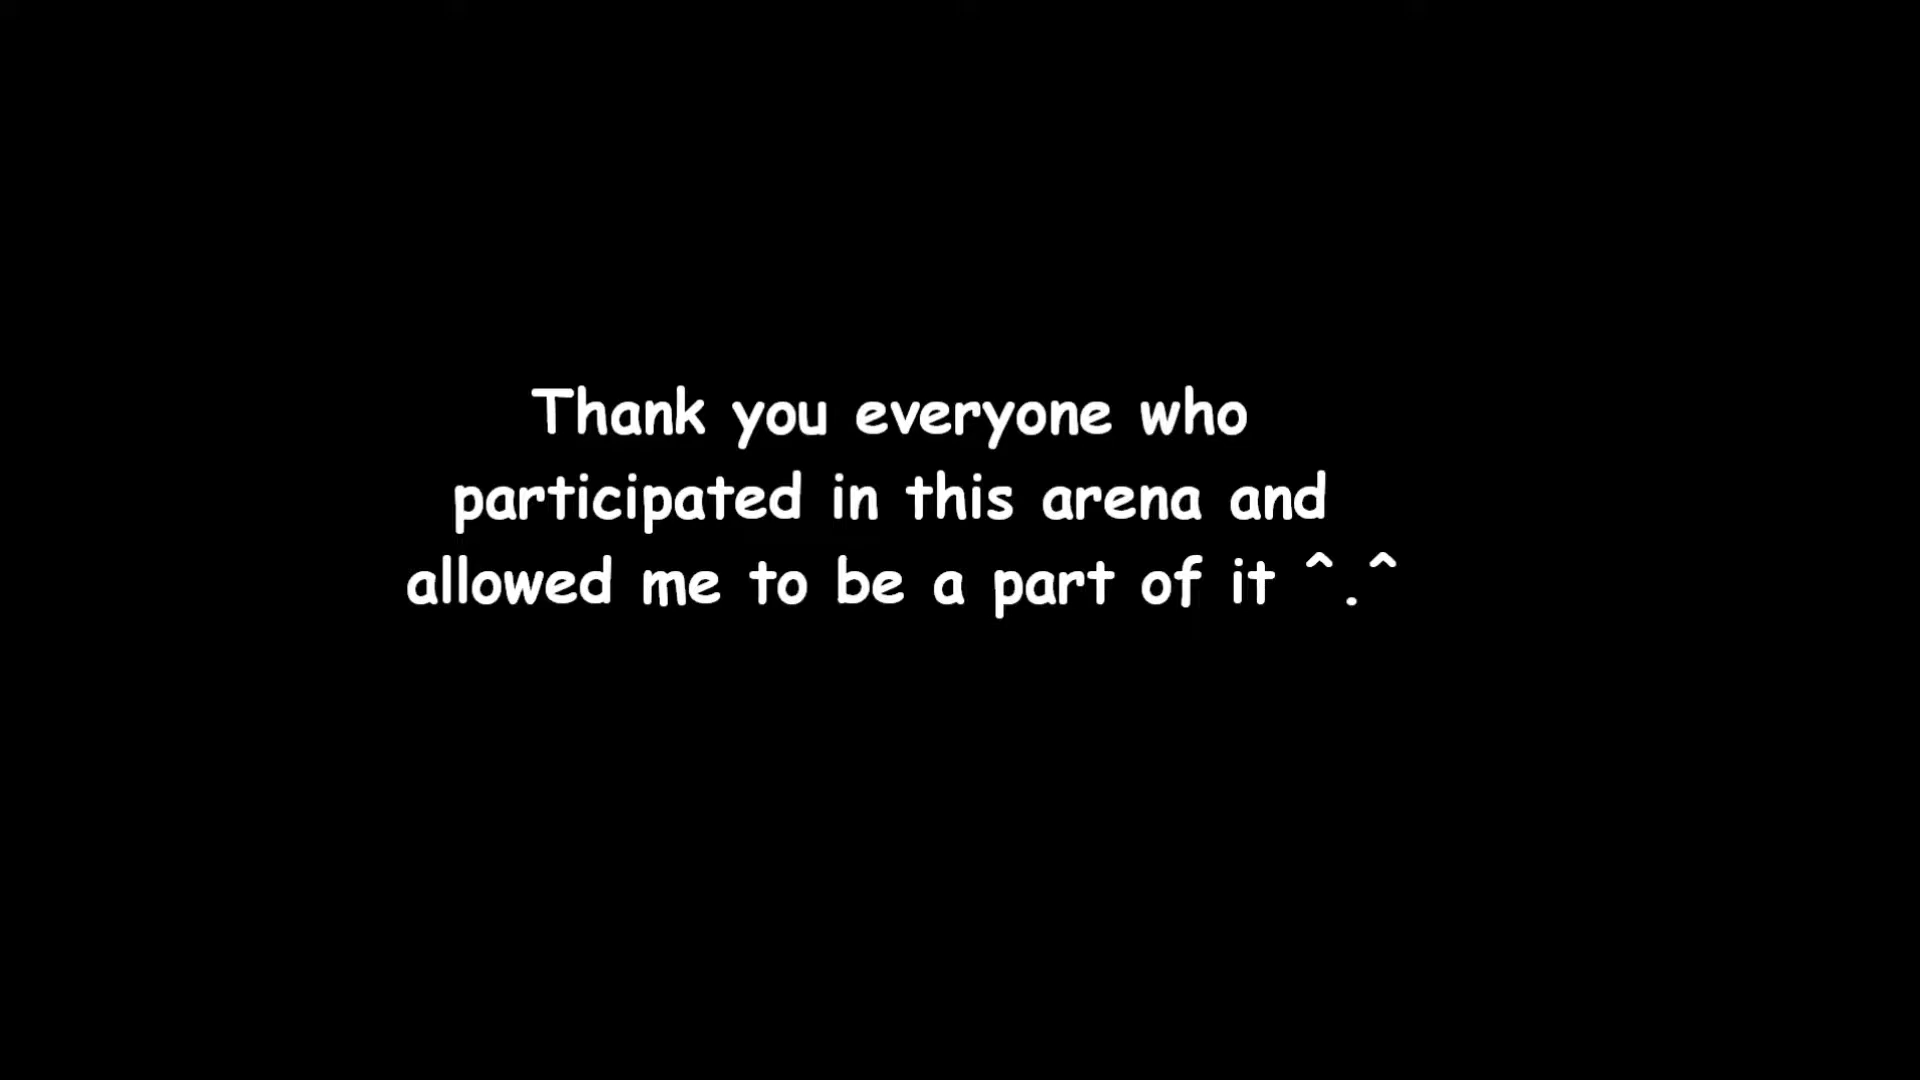 Thank you everyone who
participated in this arena and
allowed me to be a part of it ^.^